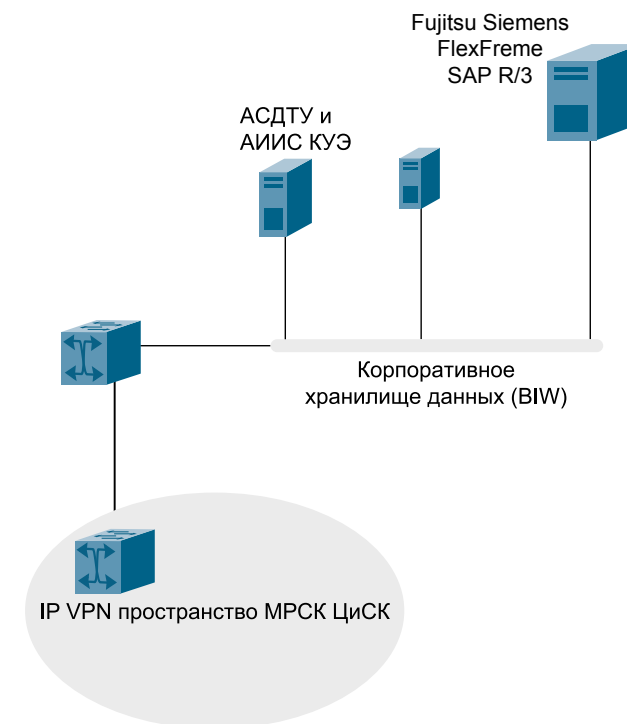 Fujitsu Siemens
FlexFreme
SAP R/3
АСДТУ и
АИИС КУЭ
Корпоративное
хранилище данных (BIW)
IP VPN пространство МРСК ЦиСК